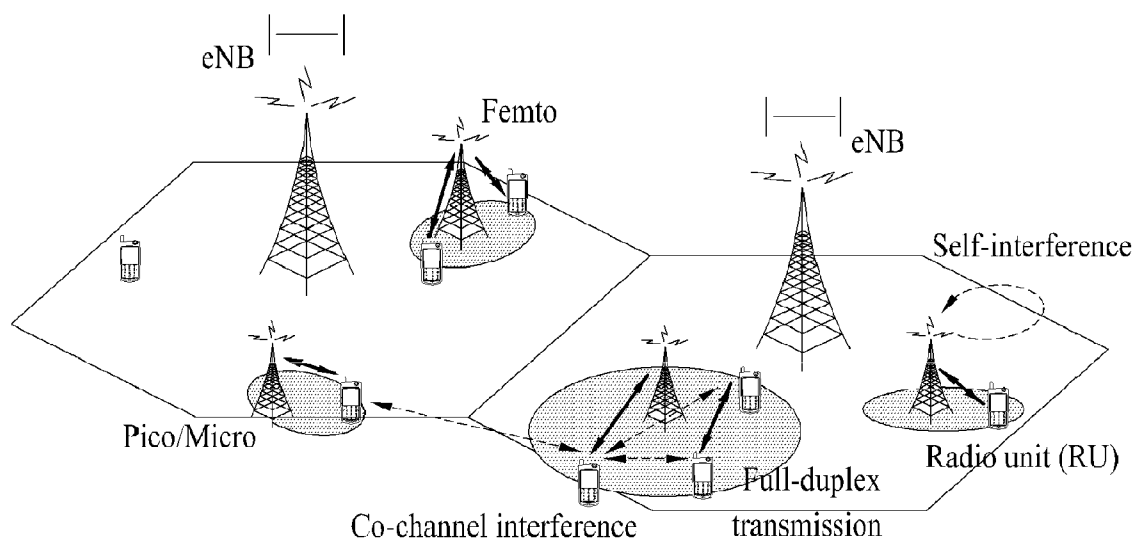 eNB
Femto
eNB
Self-interference
Pico/Micro
Radio unit (RU)
Full-duplex
transmission
Co-channel interference